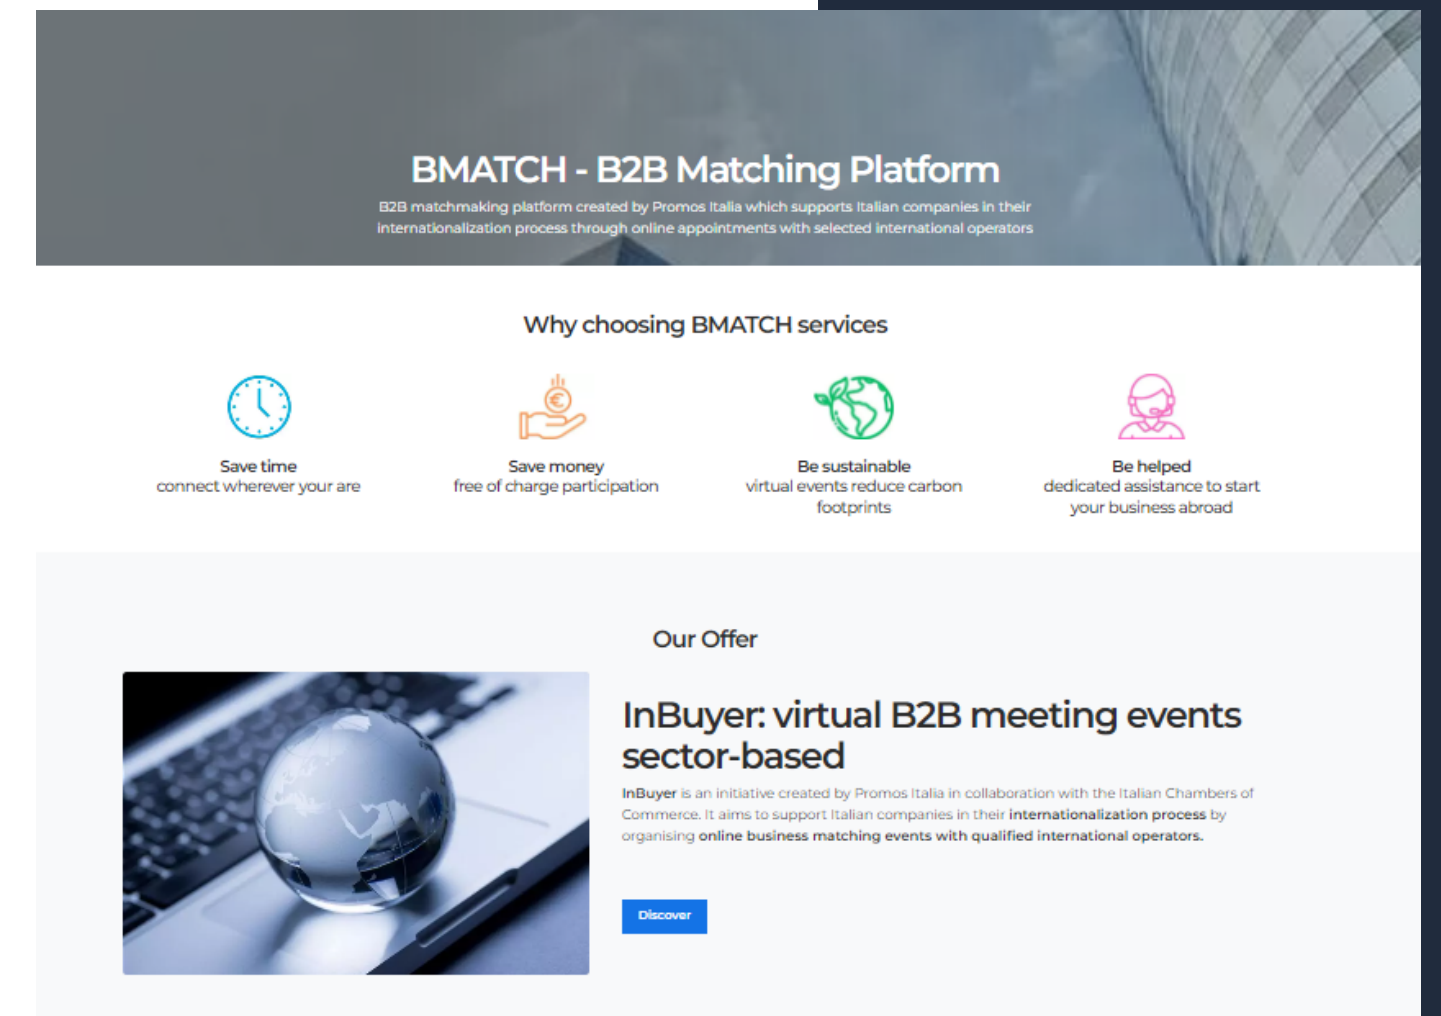 BMATCH - B2B Matching Platform
B2B matchmaking platform created by Promos Italia which supports Italian companies in their
internationalization process through online appointments with selected international operators
Why choosing BMATCH services
Save time
connect wherever your are
Save money
free of charge participation
Be sustainable
virtual events reduce carbon
footprints
Be helped
dedicated assistance to start
your business abroad
Our Offer
InBuyer: virtual B2B meeting events
sector-based
InBuyer is an initiative created by Promos Italia in collaboration with the Italian Chambers of
Commerce. It aims to support Italian companies in their internationalization process by
organising online business matching events with qualified international operators.
Discover